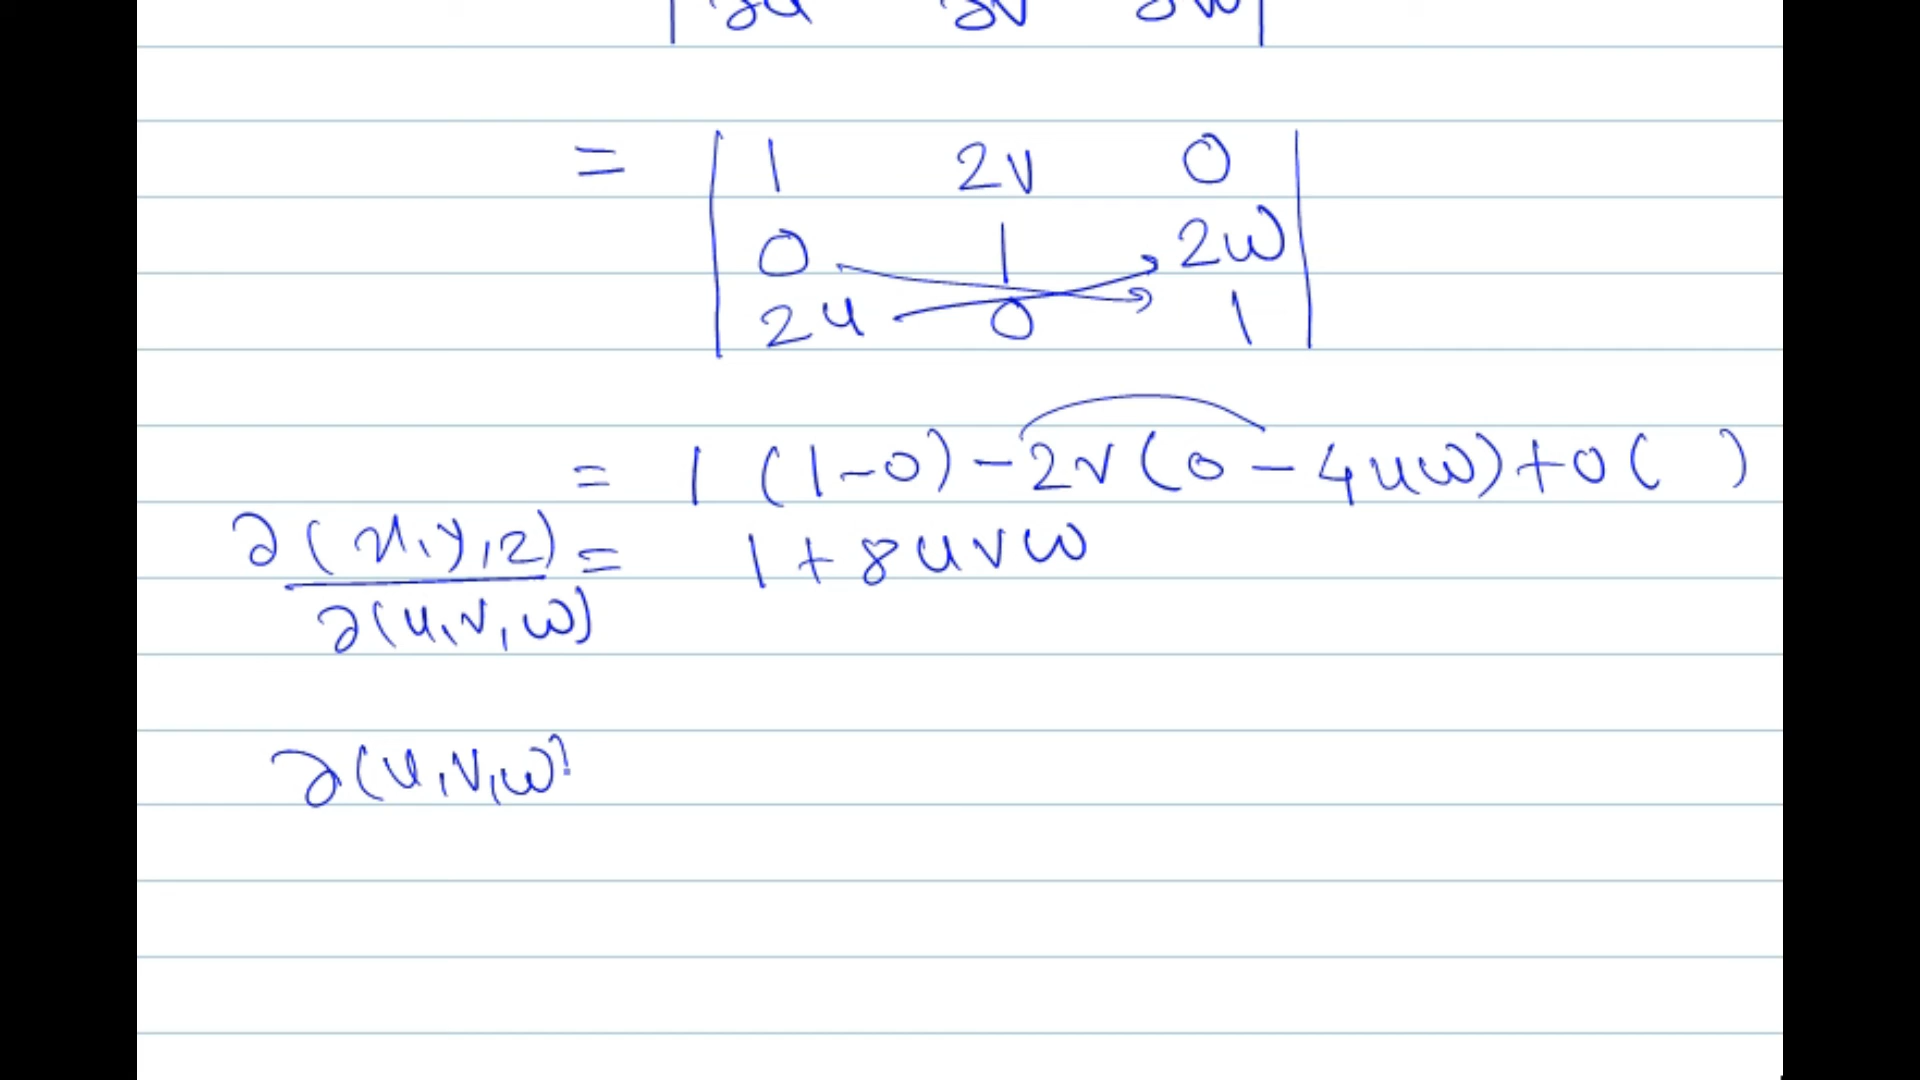 ∂u ∂v ∂w
= | 1 2v 0 |
| 0 1 2w |
| 2u 0 1 |
= 1 (1-0) - 2v (0 - 4uw) + 0 ( )
∂(x,y,z) = 1 + 8uvw
∂(u,v,w)
∂(u,v,w)